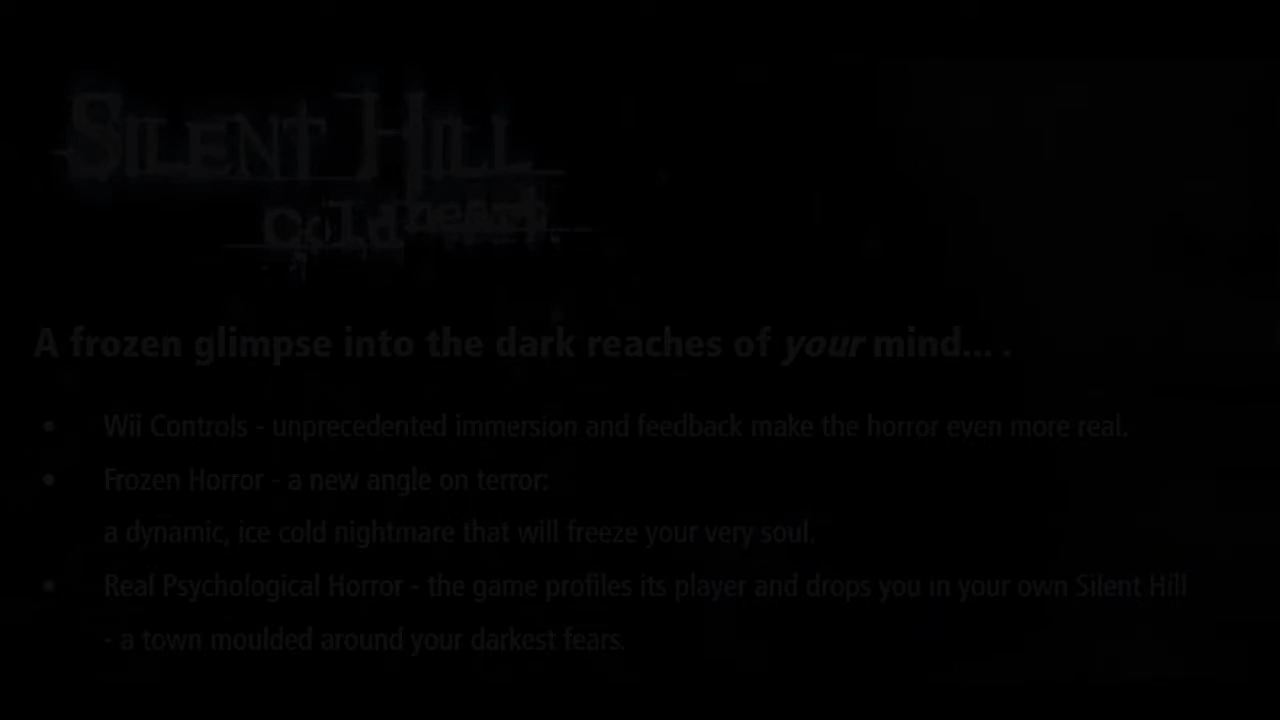 SILENT HILL
Cold Heart.
A frozen glimpse into the dark reaches of your mind... .
• Wii Controls - unprecedented immersion and feedback make the horror even more real.
• Frozen Horror - a new angle on terror:
a dynamic, ice cold nightmare that will freeze your very soul.
• Real Psychological Horror - the game profiles its player and drops you in your own Silent Hill
- a town moulded around your darkest fears.